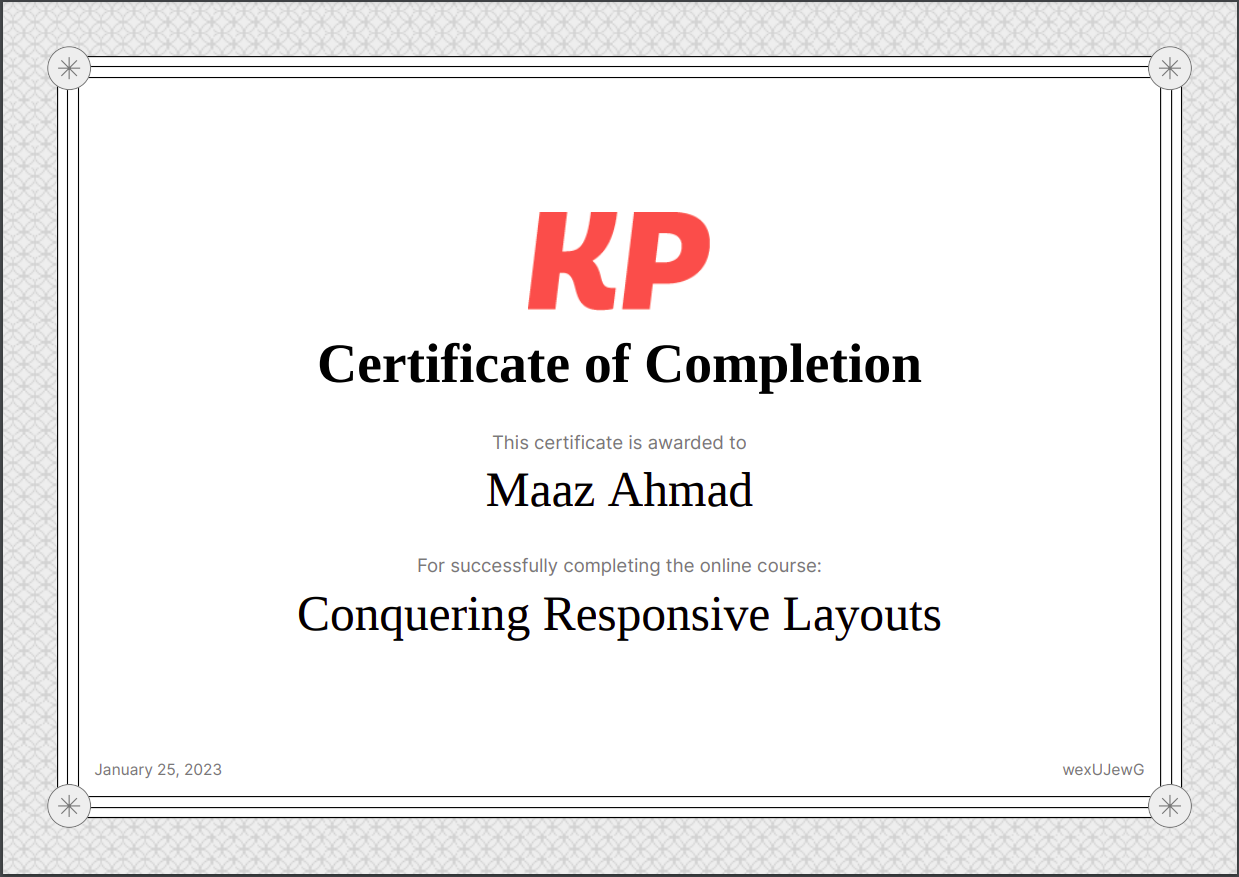 KP
Certificate of Completion
This certificate is awarded to
Maaz Ahmad
For successfully completing the online course:
Conquering Responsive Layouts
January 25, 2023
wexUJewG